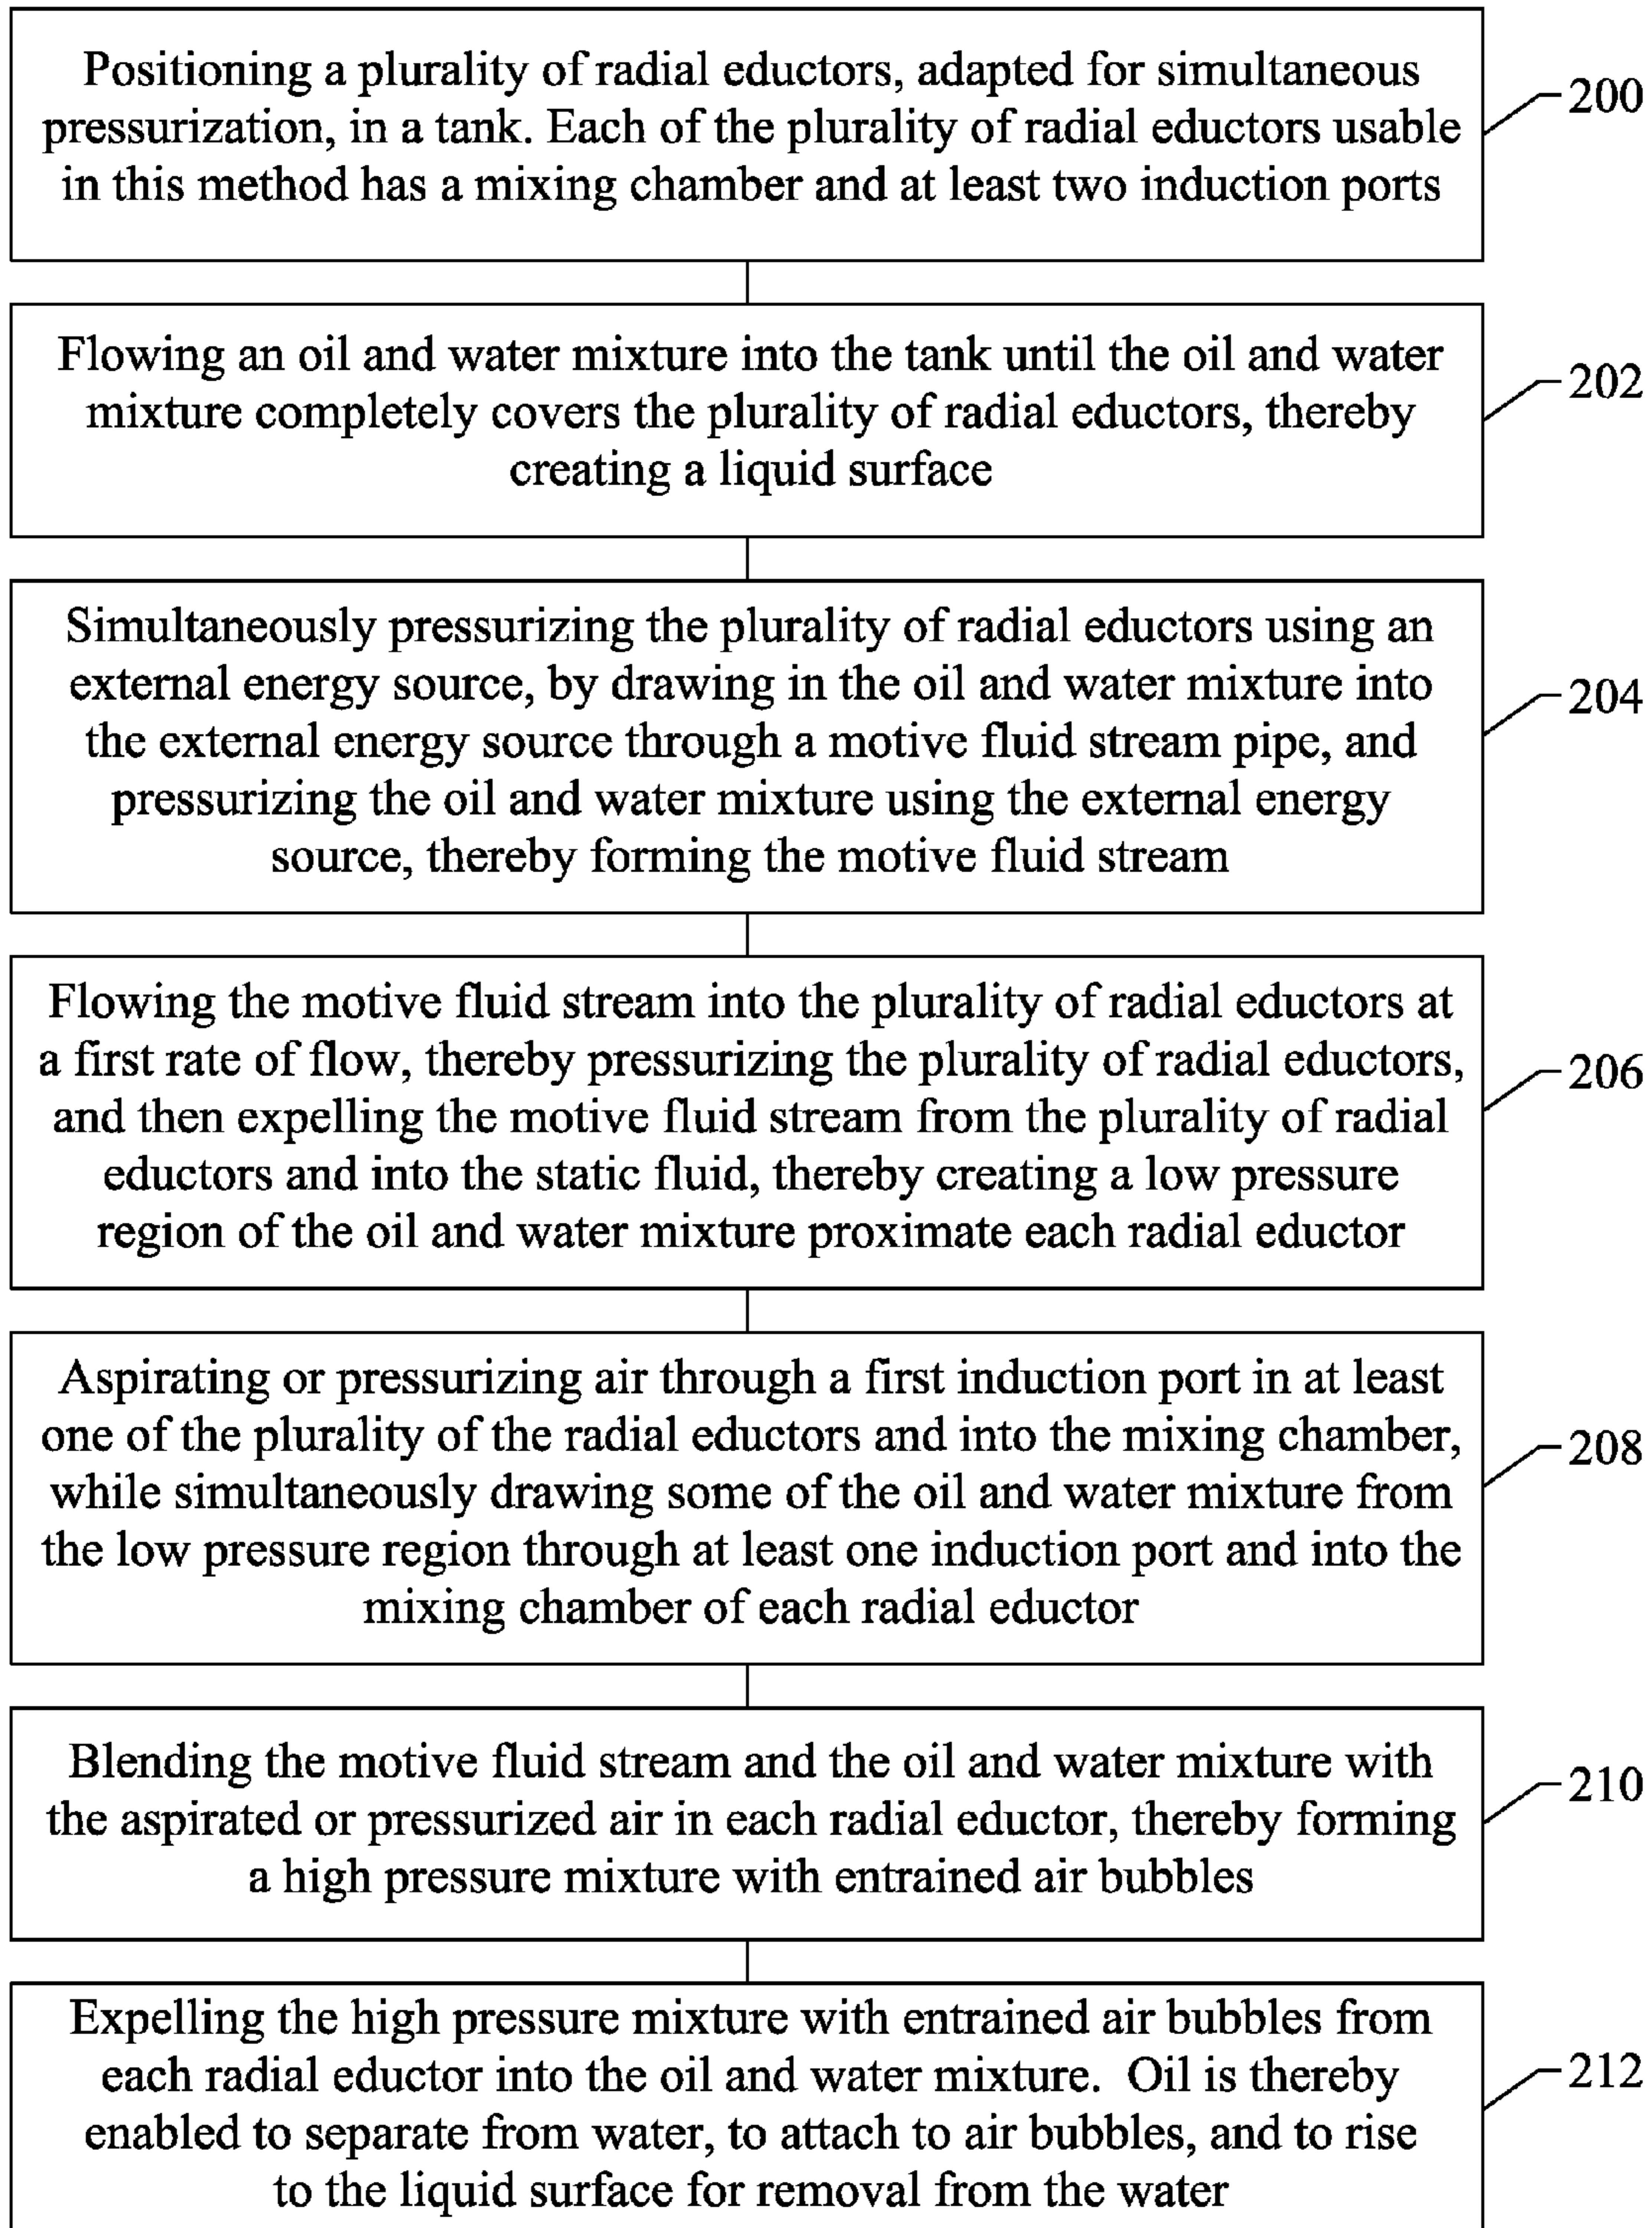 Positioning a plurality of radial eductors, adapted for simultaneous
pressurization, in a tank. Each of the plurality of radial eductors usable
in this method has a mixing chamber and at least two induction ports
200
Flowing an oil and water mixture into the tank until the oil and water
mixture completely covers the plurality of radial eductors, thereby
creating a liquid surface
202
Simultaneously pressurizing the plurality of radial eductors using an
external energy source, by drawing in the oil and water mixture into
the external energy source through a motive fluid stream pipe, and
pressurizing the oil and water mixture using the external energy
source, thereby forming the motive fluid stream
204
Flowing the motive fluid stream into the plurality of radial eductors at
a first rate of flow, thereby pressurizing the plurality of radial eductors,
and then expelling the motive fluid stream from the plurality of radial
eductors and into the static fluid, thereby creating a low pressure
region of the oil and water mixture proximate each radial eductor
206
Aspirating or pressurizing air through a first induction port in at least
one of the plurality of the radial eductors and into the mixing chamber,
while simultaneously drawing some of the oil and water mixture from
the low pressure region through at least one induction port and into the
mixing chamber of each radial eductor
208
Blending the motive fluid stream and the oil and water mixture with
the aspirated or pressurized air in each radial eductor, thereby forming
a high pressure mixture with entrained air bubbles
210
Expelling the high pressure mixture with entrained air bubbles from
each radial eductor into the oil and water mixture.  Oil is thereby
enabled to separate from water, to attach to air bubbles, and to rise
to the liquid surface for removal from the water
212